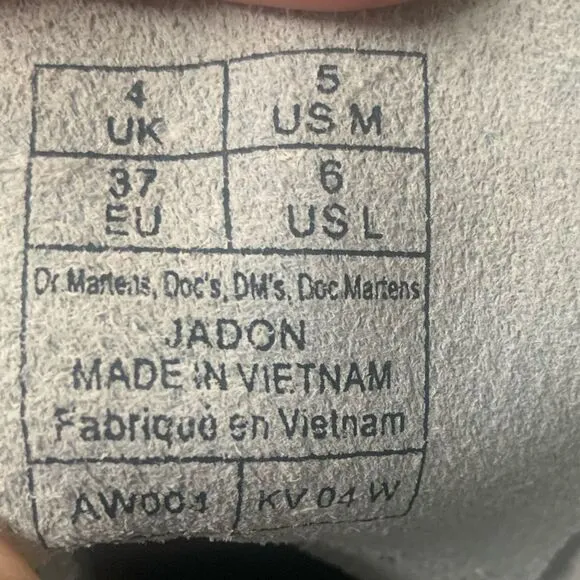 4 UK
5 US M
37 EU
6 US L
Dr. Martens, Doc's, DM's, Doc Martens
JADON
MADE IN VIETNAM
Fabriqué en Vietnam
AW004 KV 04 W